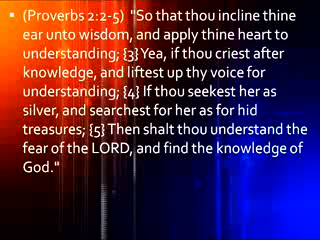 (Proverbs 2:2-5) "So that thou incline thine
ear unto wisdom, and apply thine heart to
understanding; {3} Yea, if thou criest after
knowledge, and liftest up thy voice for
understanding; {4} If thou seekest her as
silver, and searchest for her as for hid
treasures; {5} Then shalt thou understand the
fear of the LORD, and find the knowledge of
God."